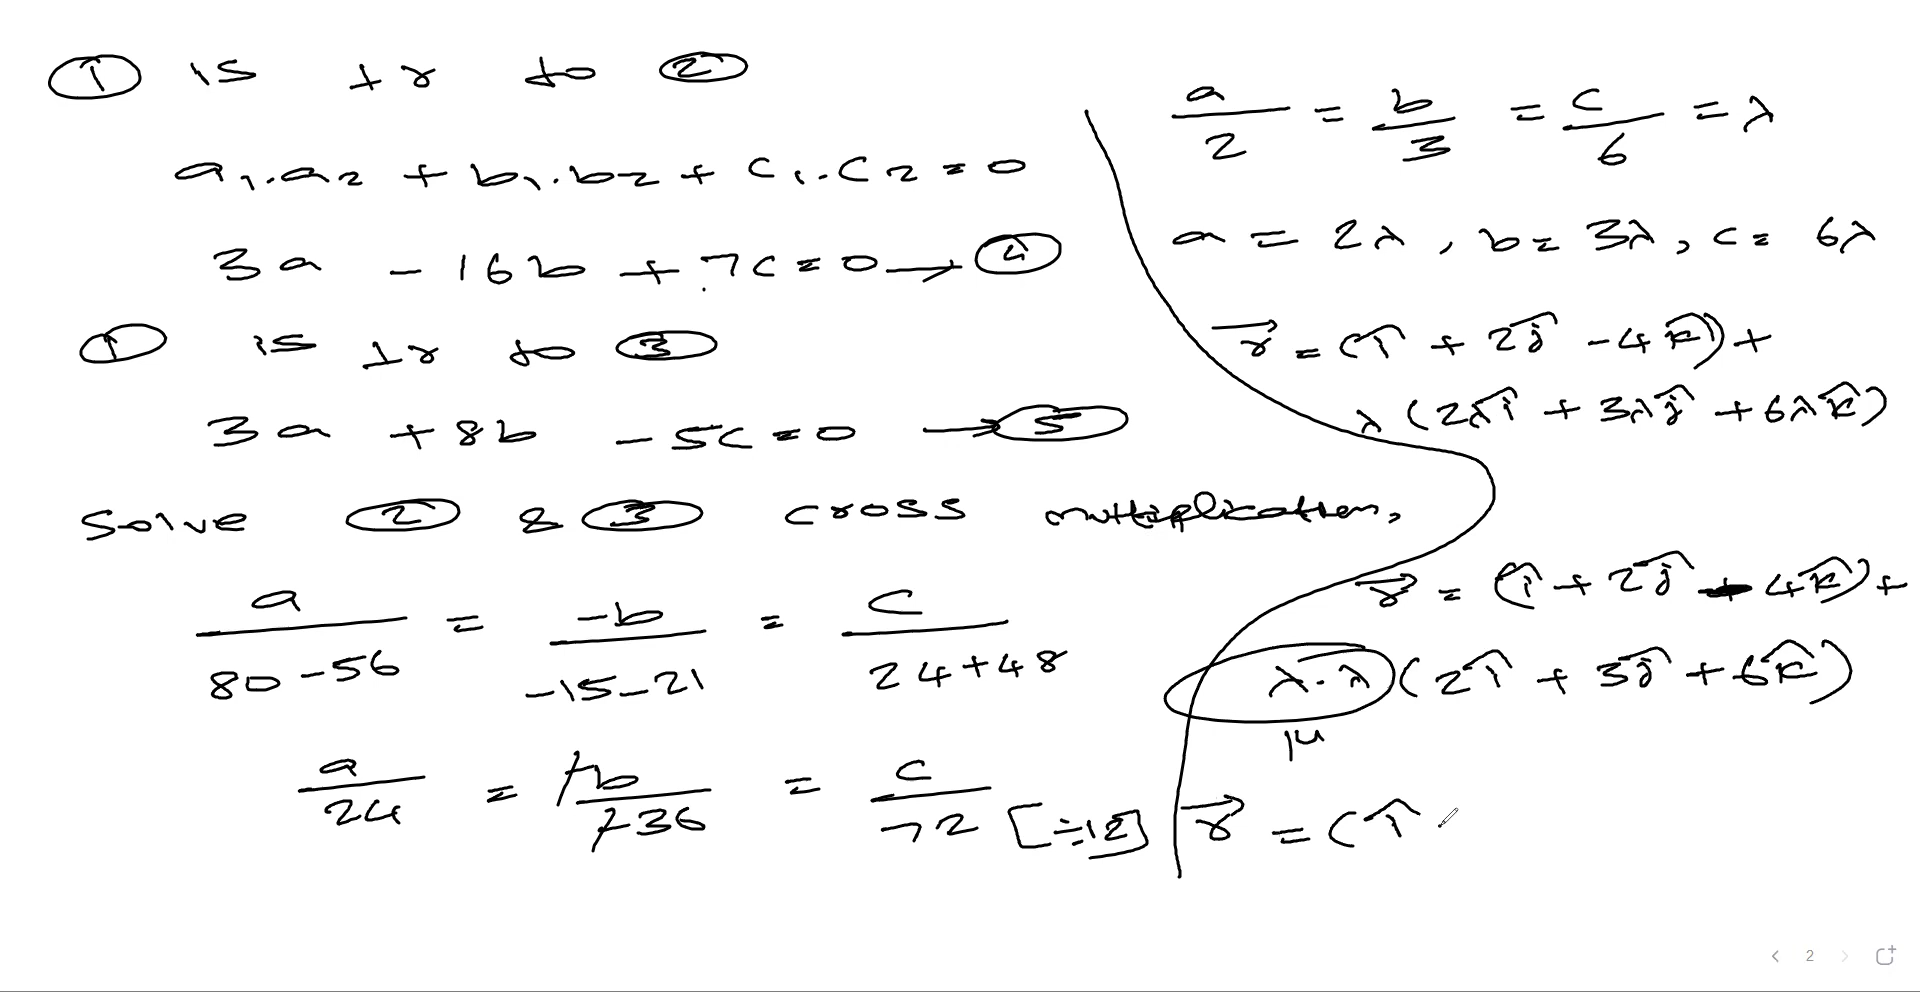 ① is ⊥r to ②
a₁.a₂ + b₁.b₂ + c₁.c₂ = 0
3a - 16b + 7c = 0 → ④
① is ⊥r to ③
3a + 8b - 5c = 0 → ⑤
Solve ② & ③ cross multiplication,
a/(80-56) = -b/(-15-21) = c/(24+48)
a/24 = -b/-36 = c/72 [÷12]
a/2 = b/3 = c/6 = λ
a = 2λ, b = 3λ, c = 6λ
r⃗ = (î + 2ĵ - 4k̂) +
λ(2λî + 3λĵ + 6λk̂)
r⃗ = (î + 2ĵ - 4k̂) +
λ.λ(2î + 3ĵ + 6k̂)
μ
r⃗ = (î
2